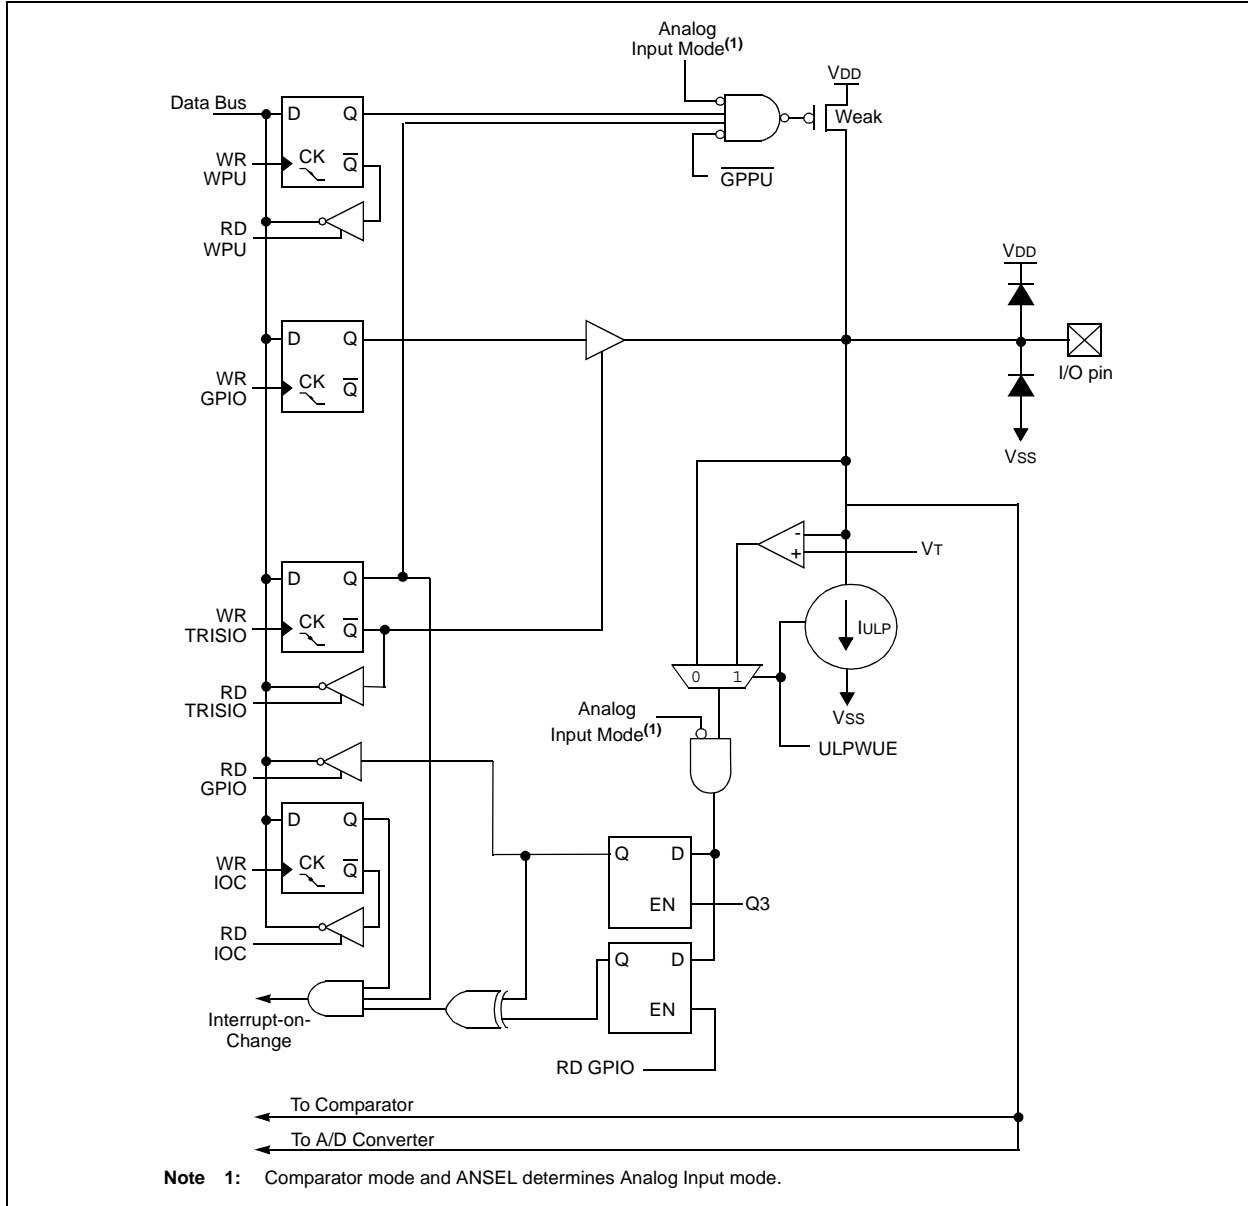 Analog
Input Mode(1)
VDD
Data Bus
D Q
Weak
WR
WPU
CK Q
GPPU
RD
WPU
VDD
D Q
WR
GPIO
CK Q
I/O pin
VSS
-
+
VT
D Q
WR
TRISIO
CK Q
IULP
0 1
RD
TRISIO
VSS
Analog
Input Mode(1)
ULPWUE
RD
GPIO
D Q
WR
IOC
CK Q
Q D
EN
Q3
RD
IOC
Q D
EN
Interrupt-on-
Change
RD GPIO
To Comparator
To A/D Converter
Note 1: Comparator mode and ANSEL determines Analog Input mode.